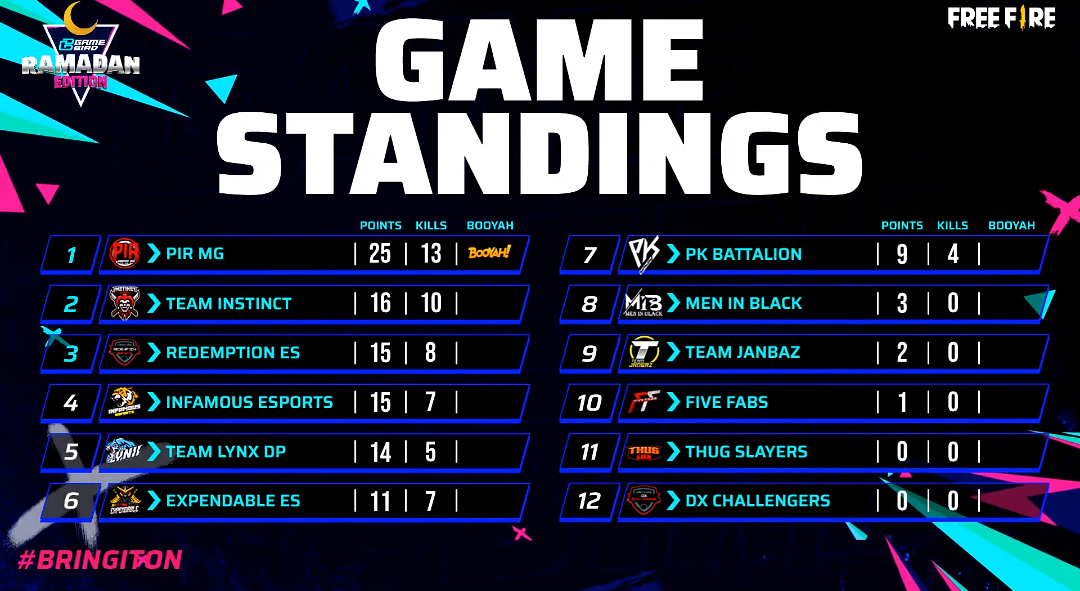 GAME
BIRD
RAMADAN
EDITION
FREE FIRE
GAME
STANDINGS
POINTS KILLS BOOYAH
1 PIR MG 25 13 BOOYAH!
2 TEAM INSTINCT 16 10
3 REDEMPTION ES 15 8
4 INFAMOUS ESPORTS 15 7
5 TEAM LYNX DP 14 5
6 EXPENDABLE ES 11 7
POINTS KILLS BOOYAH
7 PK BATTALION 9 4
8 MEN IN BLACK 3 0
9 TEAM JANBAZ 2 0
10 FIVE FABS 1 0
11 THUG SLAYERS 0 0
12 DX CHALLENGERS 0 0
#BRINGITON